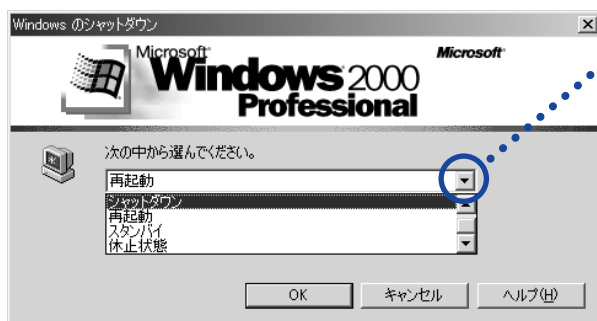 Windows のシャットダウン
Microsoft
Windows 2000
Professional
Microsoft
次の中から選んでください。
再起動
シャットダウン
再起動
スタンバイ
休止状態
OK
キャンセル
ヘルプ(H)